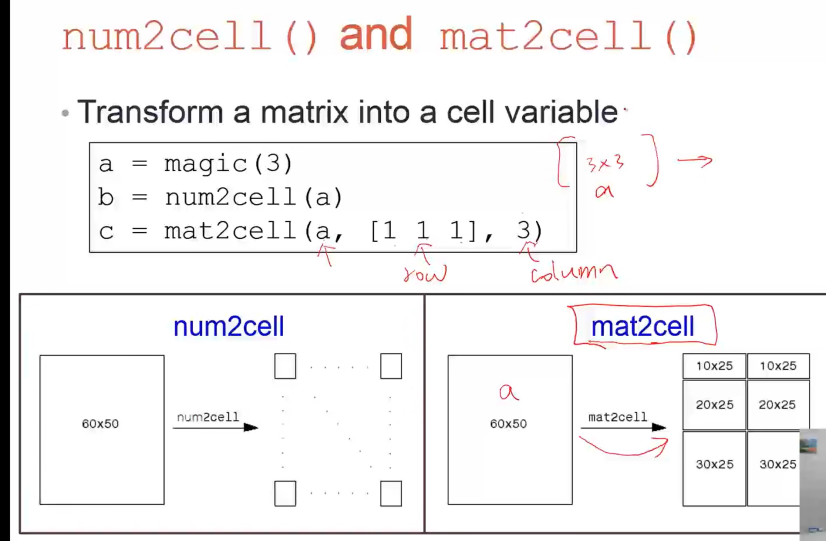 num2cell() and mat2cell()
• Transform a matrix into a cell variable
a = magic(3)
b = num2cell(a)
c = mat2cell(a, [1 1 1], 3)
[ 3x3 ] →
a
row
column
num2cell
60x50
num2cell
mat2cell
a
60x50
mat2cell
10x25 10x25
20x25 20x25
30x25 30x25